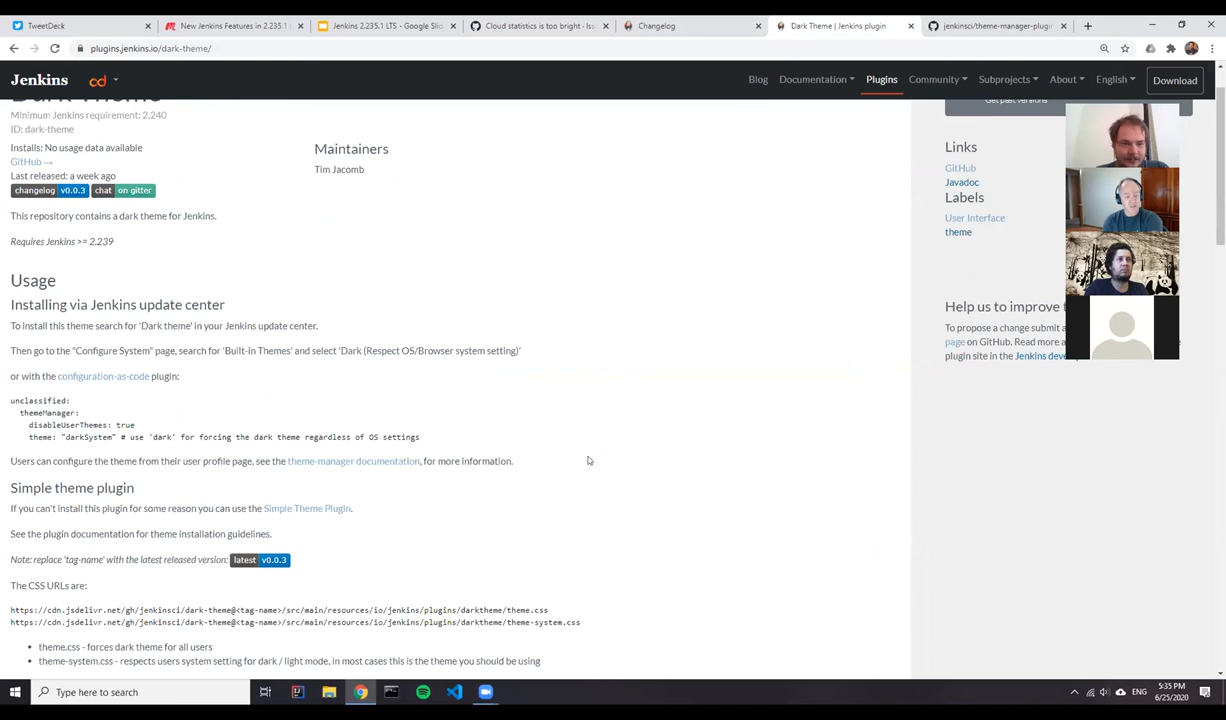 TweetDeck
New Jenkins Features in 2.235.1
Jenkins 2.235.1 LTS - Google Slid
Cloud statistics is too bright · Iss
Changelog
Dark Theme | Jenkins plugin
jenkinsci/theme-manager-plugi
plugins.jenkins.io/dark-theme/
Jenkins
cd
Blog
Documentation
Plugins
Community
Subprojects
About
English
Download
Dark Theme
Get past versions
Minimum Jenkins requirement: 2.240
ID: dark-theme
Installs: No usage data available
GitHub →
Last released: a week ago
changelog v0.0.3 chat on gitter
Maintainers
Tim Jacomb
This repository contains a dark theme for Jenkins.
Requires Jenkins >= 2.239
Usage
Installing via Jenkins update center
To install this theme search for 'Dark theme' in your Jenkins update center.
Then go to the "Configure System" page, search for 'Built-in Themes' and select 'Dark (Respect OS/Browser system setting)'
or with the configuration-as-code plugin:
unclassified:
themeManager:
disableUserThemes: true
theme: "darkSystem" # use 'dark' for forcing the dark theme regardless of OS settings
Users can configure the theme from their user profile page, see the theme-manager documentation, for more information.
Simple theme plugin
If you can't install this plugin for some reason you can use the Simple Theme Plugin.
See the plugin documentation for theme installation guidelines.
Note: replace 'tag-name' with the latest released version: latest v0.0.3
The CSS URLs are:
https://cdn.jsdelivr.net/gh/jenkinsci/dark-theme@<tag-name>/src/main/resources/io/jenkins/plugins/darktheme/theme.css
https://cdn.jsdelivr.net/gh/jenkinsci/dark-theme@<tag-name>/src/main/resources/io/jenkins/plugins/darktheme/theme-system.css
• theme.css - forces dark theme for all users
• theme-system.css - respects users system setting for dark / light mode, in most cases this is the theme you should be using
Links
GitHub
Javadoc
Labels
User Interface
theme
Help us to improve t
To propose a change submit a
page on GitHub. Read more a
plugin site in the Jenkins deve
Type here to search
ENG
5:35 PM
6/25/2020